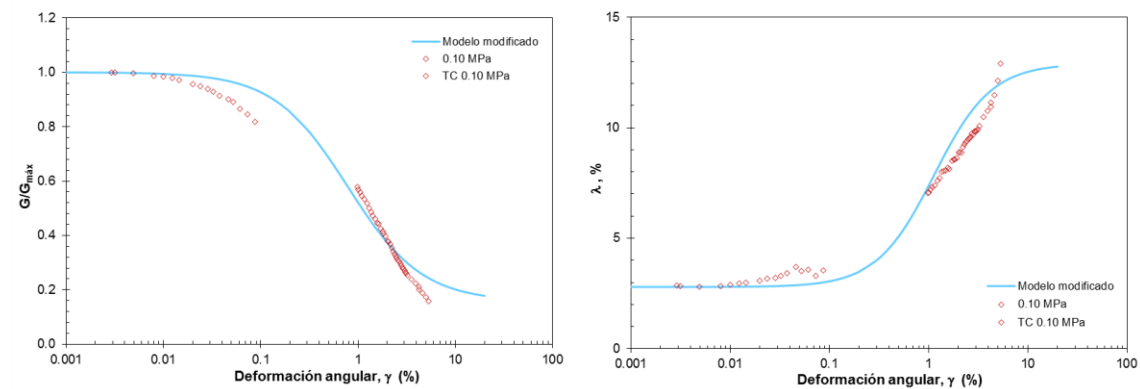 1.2
1.0
0.8
0.6
0.4
0.2
0.0
G/Gmáx
0.001 0.01 0.1 1 10 100
Deformación angular, γ (%)
Modelo modificado
0.10 MPa
TC 0.10 MPa
15
10
5
0
λ , %
0.001 0.01 0.1 1 10 100
Deformación angular, γ (%)
Modelo modificado
0.10 MPa
TC 0.10 MPa